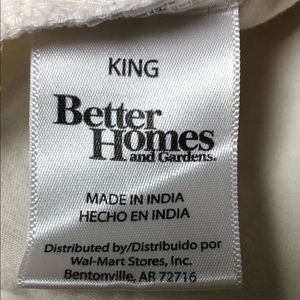 KING
Better
Homes
and Gardens.
MADE IN INDIA
HECHO EN INDIA
Distributed by/Distribuido por
Wal-Mart Stores, Inc.
Bentonville, AR 72716